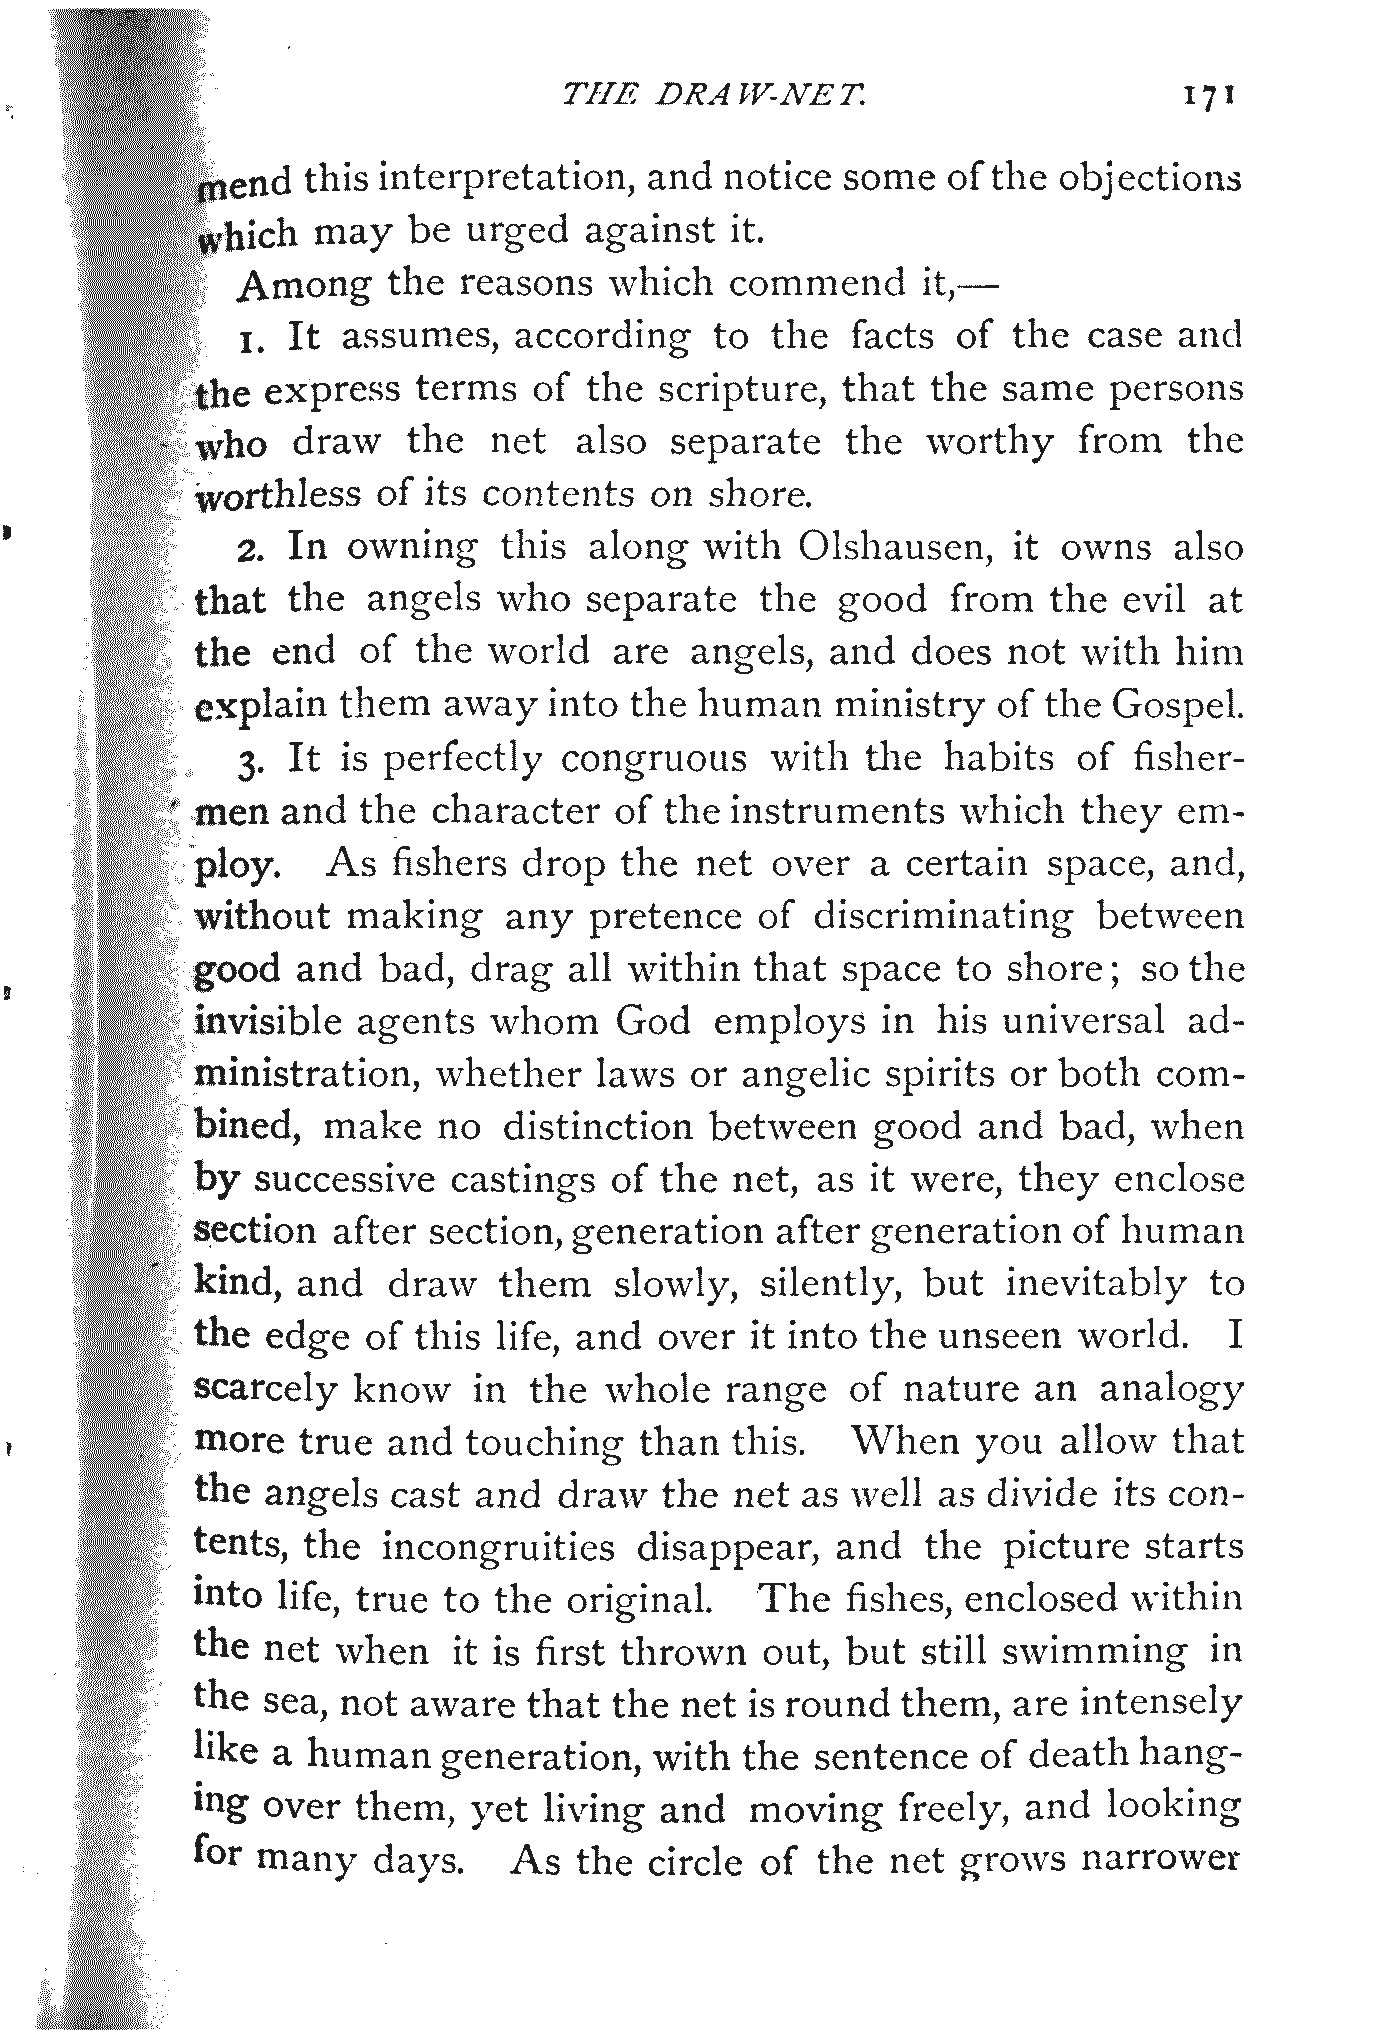 THE DRAW-NET. 171
mend this interpretation, and notice some of the objections
which may be urged against it.
Among the reasons which commend it,—
1. It assumes, according to the facts of the case and
the express terms of the scripture, that the same persons
who draw the net also separate the worthy from the
worthless of its contents on shore.
2. In owning this along with Olshausen, it owns also
that the angels who separate the good from the evil at
the end of the world are angels, and does not with him
explain them away into the human ministry of the Gospel.
3. It is perfectly congruous with the habits of fisher-
men and the character of the instruments which they em-
ploy. As fishers drop the net over a certain space, and,
without making any pretence of discriminating between
good and bad, drag all within that space to shore; so the
invisible agents whom God employs in his universal ad-
ministration, whether laws or angelic spirits or both com-
bined, make no distinction between good and bad, when
by successive castings of the net, as it were, they enclose
section after section, generation after generation of human
kind, and draw them slowly, silently, but inevitably to
the edge of this life, and over it into the unseen world. I
scarcely know in the whole range of nature an analogy
more true and touching than this. When you allow that
the angels cast and draw the net as well as divide its con-
tents, the incongruities disappear, and the picture starts
into life, true to the original. The fishes, enclosed within
the net when it is first thrown out, but still swimming in
the sea, not aware that the net is round them, are intensely
like a human generation, with the sentence of death hang-
ing over them, yet living and moving freely, and looking
for many days. As the circle of the net grows narrower